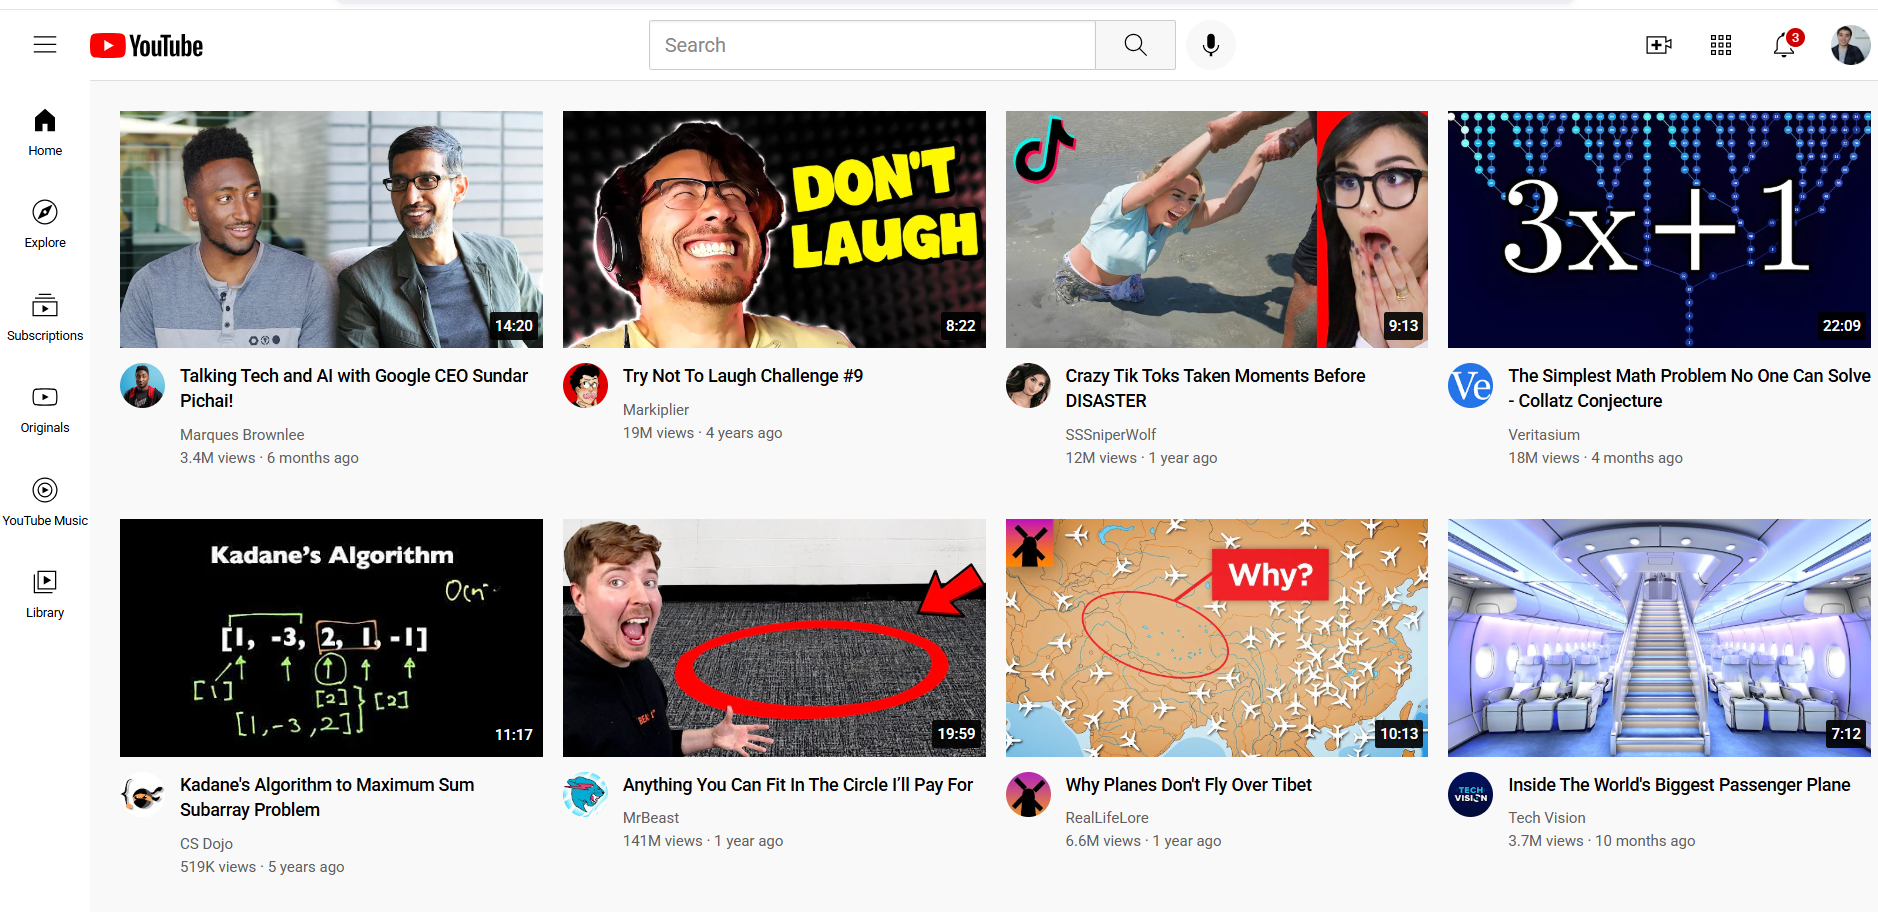 YouTube
Search
3
Home
Explore
Subscriptions
Originals
YouTube Music
Library
DON'T
LAUGH
3x+1
14:20
8:22
9:13
22:09
Talking Tech and AI with Google CEO Sundar
Pichai!
Marques Brownlee
3.4M views · 6 months ago
Try Not To Laugh Challenge #9
Markiplier
19M views · 4 years ago
Crazy Tik Toks Taken Moments Before
DISASTER
SSSniperWolf
12M views · 1 year ago
Ve
The Simplest Math Problem No One Can Solve
- Collatz Conjecture
Veritasium
18M views · 4 months ago
Kadane's Algorithm
[1, -3, 2, 1, -1]
[1]
[2]
[2]
[1, -3, 2]
11:17
19:59
Why?
10:13
7:12
Kadane's Algorithm to Maximum Sum
Subarray Problem
CS Dojo
519K views · 5 years ago
Anything You Can Fit In The Circle I'll Pay For
MrBeast
141M views · 1 year ago
Why Planes Don't Fly Over Tibet
RealLifeLore
6.6M views · 1 year ago
TECH
VISION
Inside The World's Biggest Passenger Plane
Tech Vision
3.7M views · 10 months ago